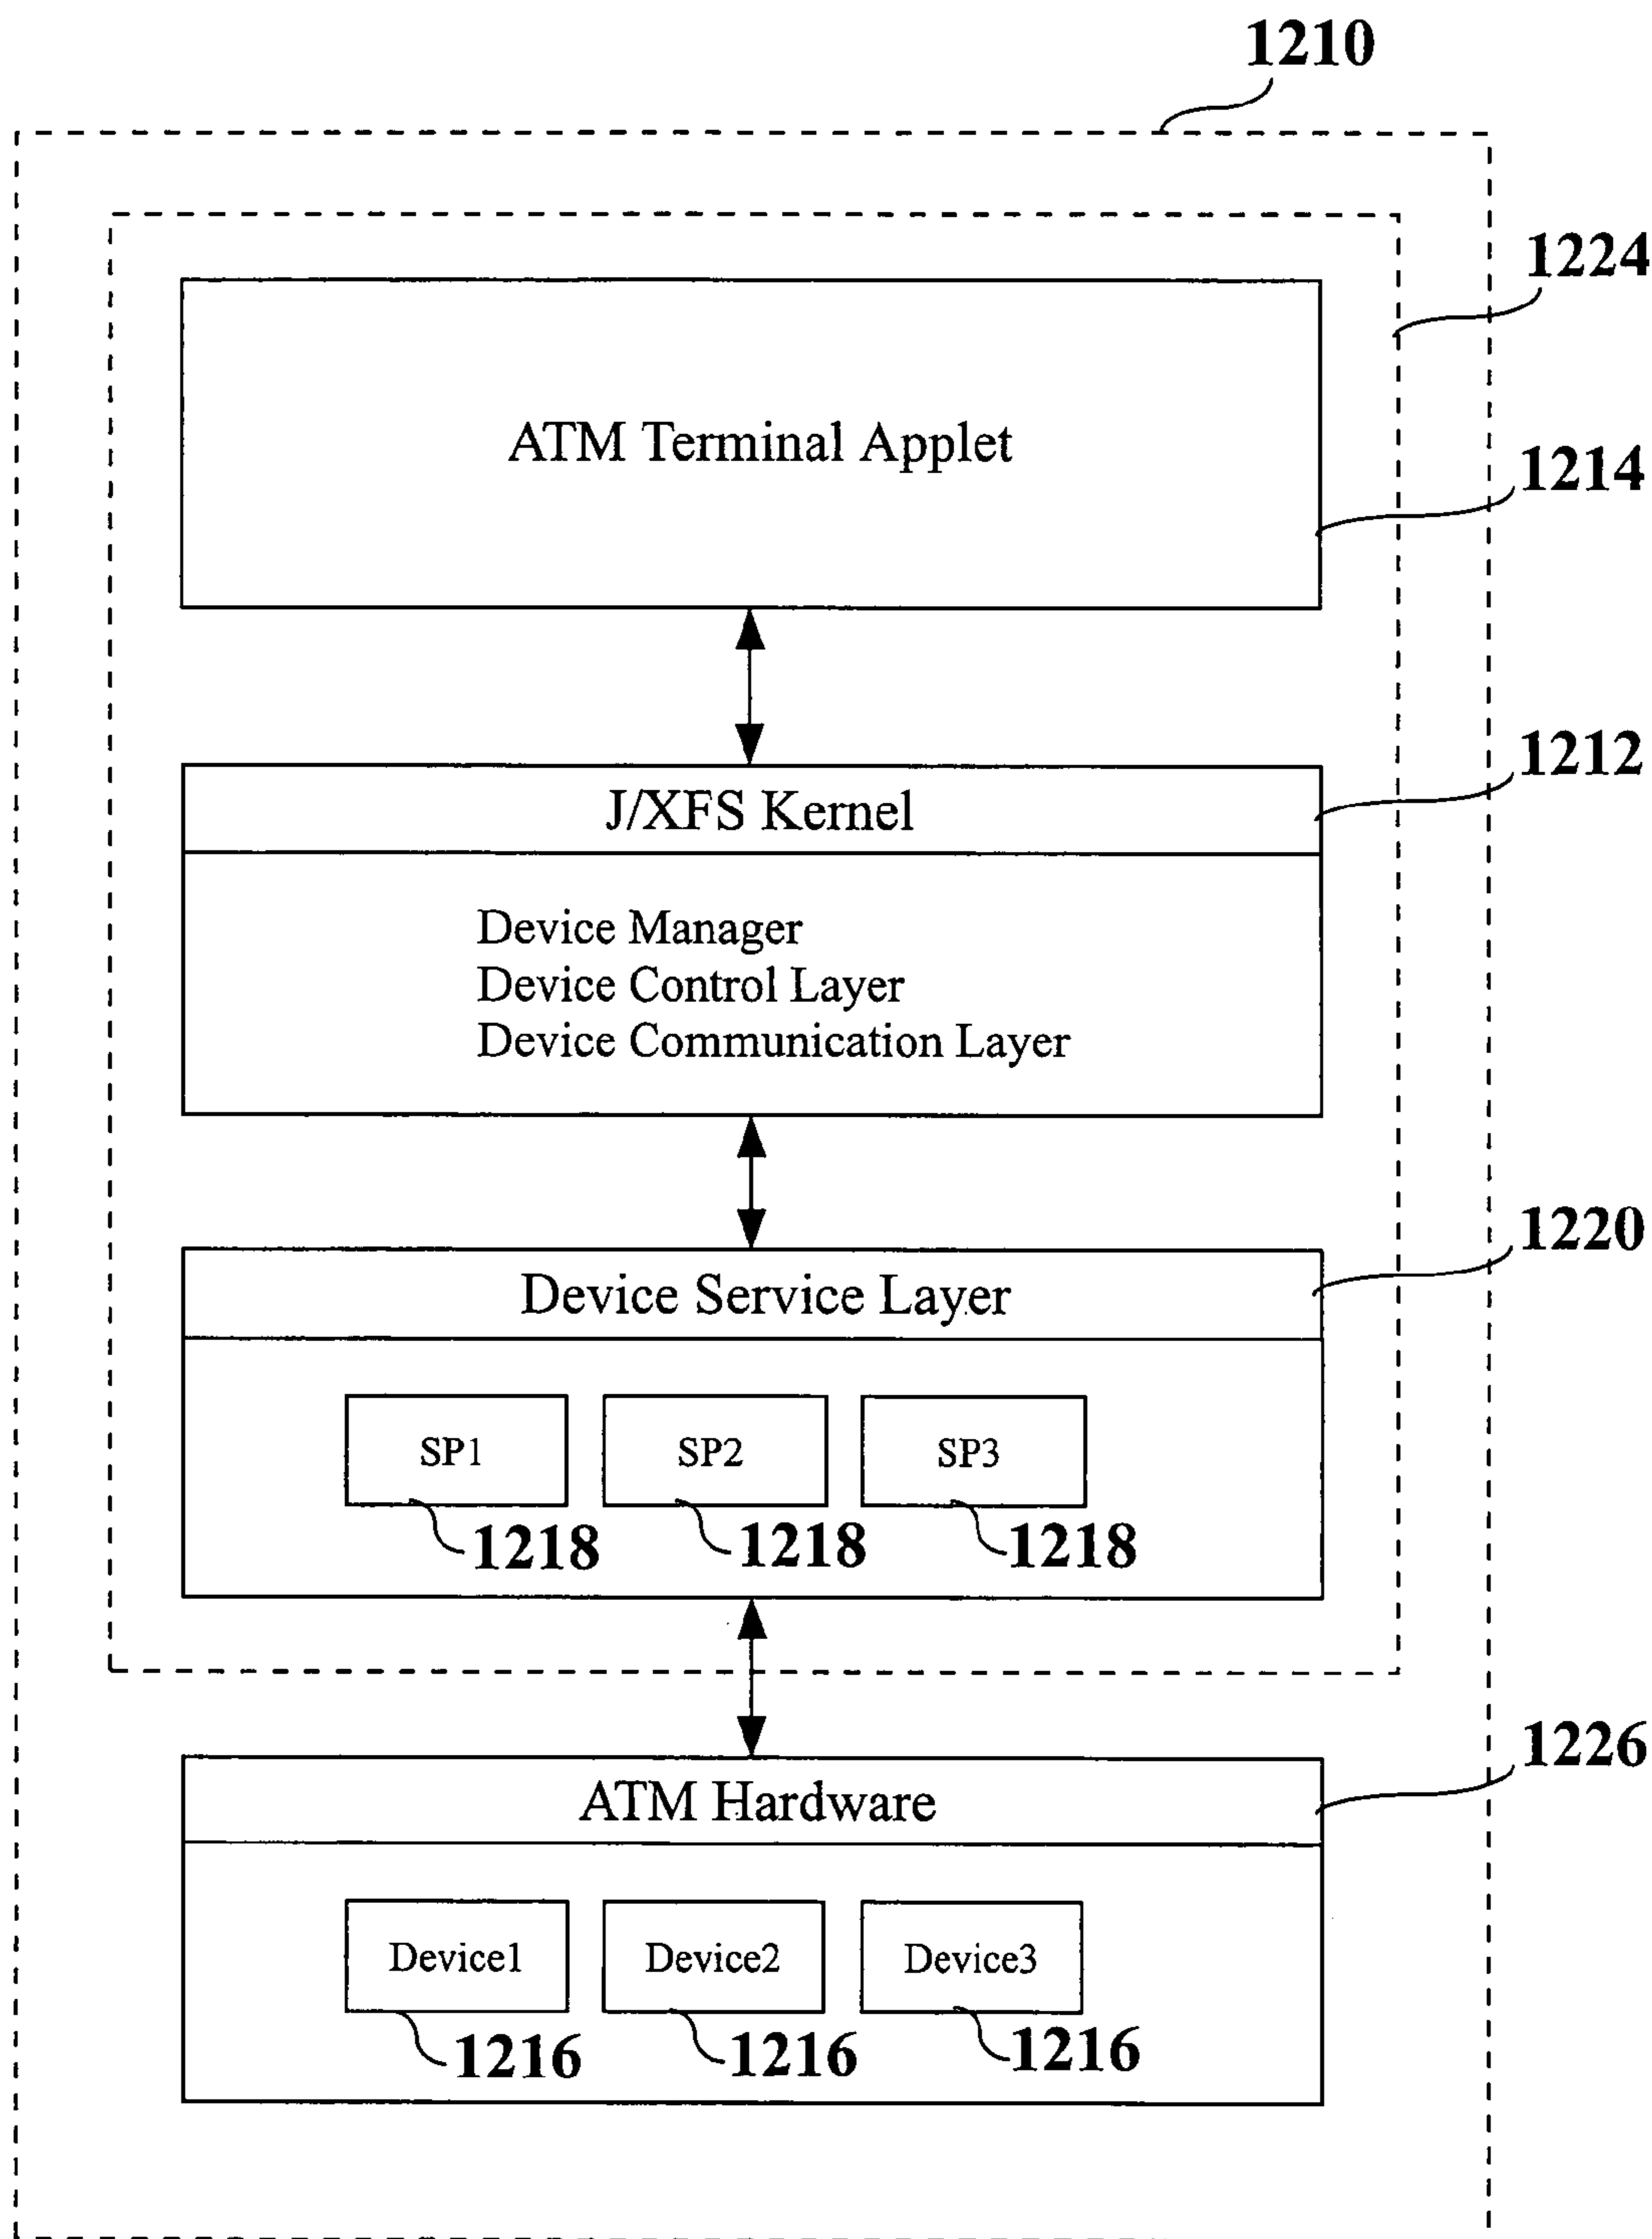 1210
1224
ATM Terminal Applet
1214
1212
J/XFS Kernel
Device Manager
Device Control Layer
Device Communication Layer
1220
Device Service Layer
SP1 SP2 SP3
1218 1218 1218
1226
ATM Hardware
Device1 Device2 Device3
1216 1216 1216